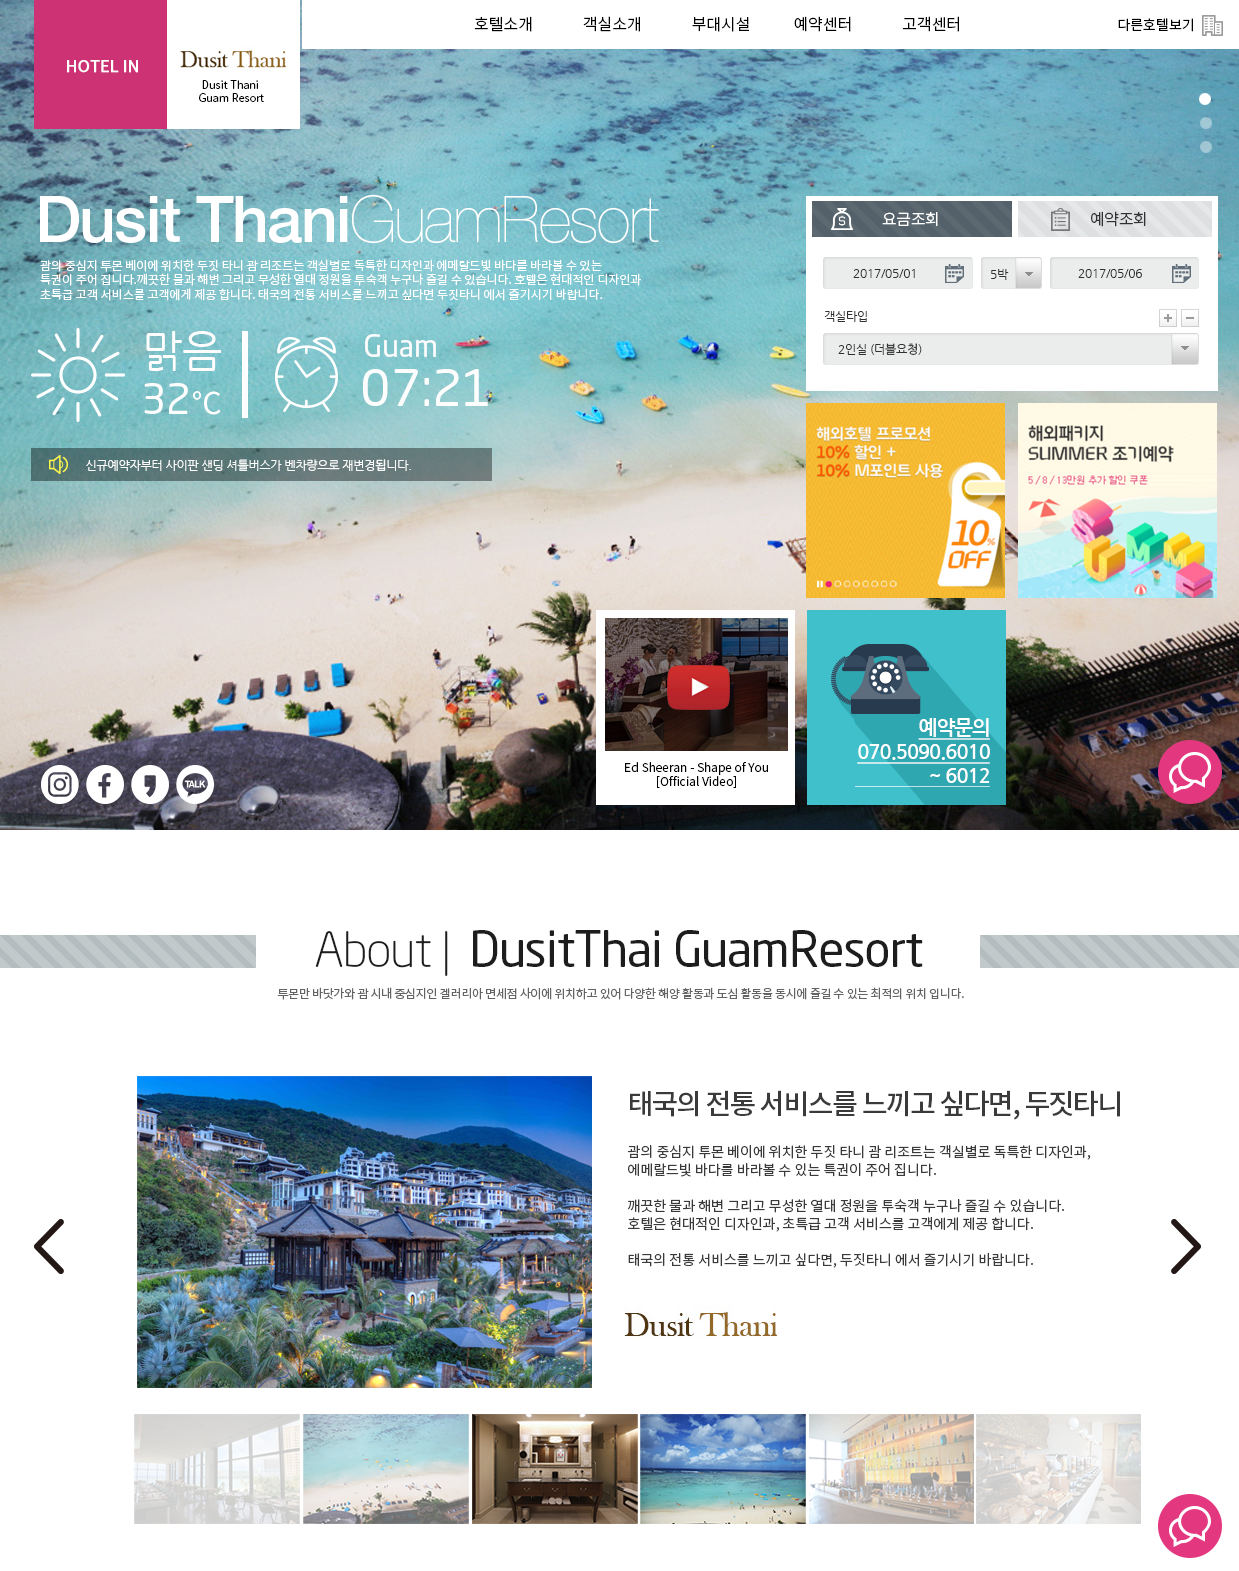 HOTEL IN
Dusit Thani
Dusit Thani
Guam Resort
호텔소개
객실소개
부대시설
예약센터
고객센터
다른호텔보기
Dusit ThaniGuamResort
괌의 중심지 투몬 베이에 위치한 두짓 타니 괌 리조트는 객실별로 독특한 디자인과 에메랄드빛 바다를 바라볼 수 있는
특권이 주어 집니다.깨끗한 물과 해변 그리고 무성한 열대 정원을 투숙객 누구나 즐길 수 있습니다. 호텔은 현대적인 디자인과
초특급 고객 서비스를 고객에게 제공 합니다. 태국의 전통 서비스를 느끼고 싶다면 두짓타니 에서 즐기시기 바랍니다.
맑음
32°C
Guam
07:21
신규예약자부터 사이판 샌딩 셔틀버스가 벤차량으로 재변경됩니다.
요금조회
예약조회
2017/05/01
5박
2017/05/06
객실타입
2인실 (더블요청)
해외호텔 프로모션
10% 할인 +
10% M포인트 사용
10%
OFF
해외패키지
SUMMER 조기예약
5 / 8 / 13만원 추가 할인 쿠폰
SUMME
Ed Sheeran - Shape of You
[Official Video]
예약문의
070.5090.6010
~ 6012
TALK
About | DusitThai GuamResort
투몬만 바닷가와 괌 시내 중심지인 겔러리아 면세점 사이에 위치하고 있어 다양한 해양 활동과 도심 활동을 동시에 즐길 수 있는 최적의 위치 입니다.
태국의 전통 서비스를 느끼고 싶다면, 두짓타니
괌의 중심지 투몬 베이에 위치한 두짓 타니 괌 리조트는 객실별로 독특한 디자인과,
에메랄드빛 바다를 바라볼 수 있는 특권이 주어 집니다.
깨끗한 물과 해변 그리고 무성한 열대 정원을 투숙객 누구나 즐길 수 있습니다.
호텔은 현대적인 디자인과, 초특급 고객 서비스를 고객에게 제공 합니다.
태국의 전통 서비스를 느끼고 싶다면, 두짓타니 에서 즐기시기 바랍니다.
Dusit Thani